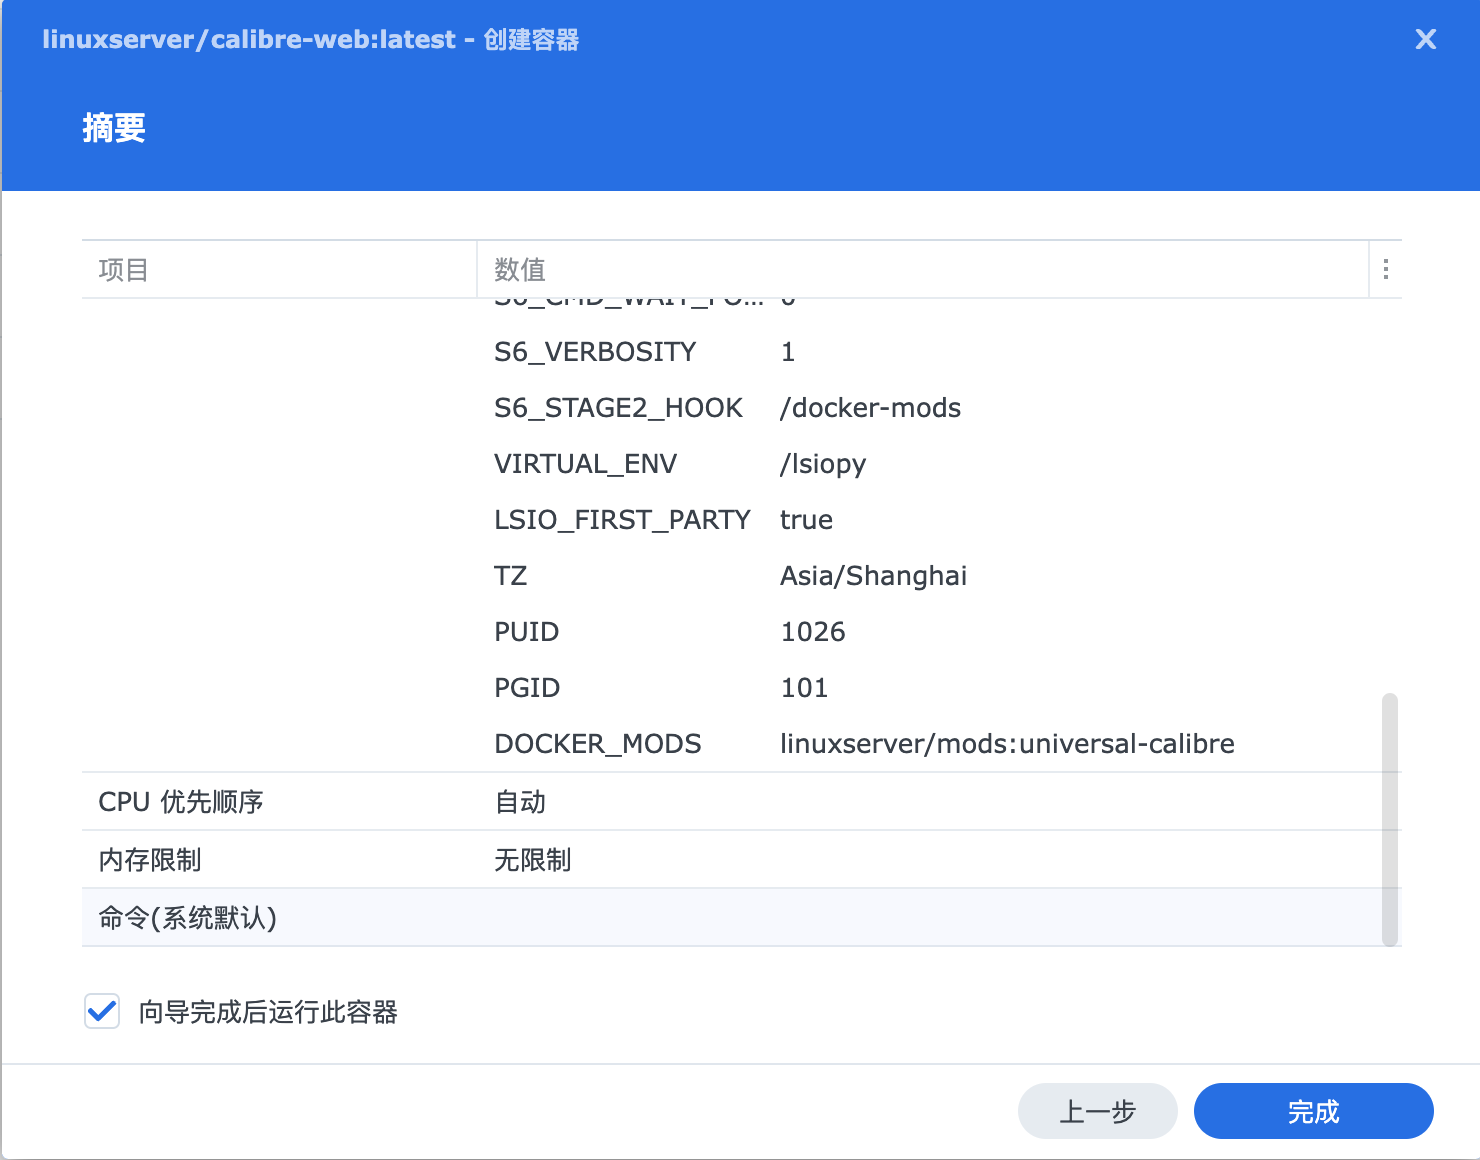 linuxserver/calibre-web:latest - 创建容器
X
摘要
项目 数值
S6_CMD_WAIT_FO... 0
S6_VERBOSITY 1
S6_STAGE2_HOOK /docker-mods
VIRTUAL_ENV /lsiopy
LSIO_FIRST_PARTY true
TZ Asia/Shanghai
PUID 1026
PGID 101
DOCKER_MODS linuxserver/mods:universal-calibre
CPU 优先顺序 自动
内存限制 无限制
命令(系统默认)
向导完成后运行此容器
上一步 完成